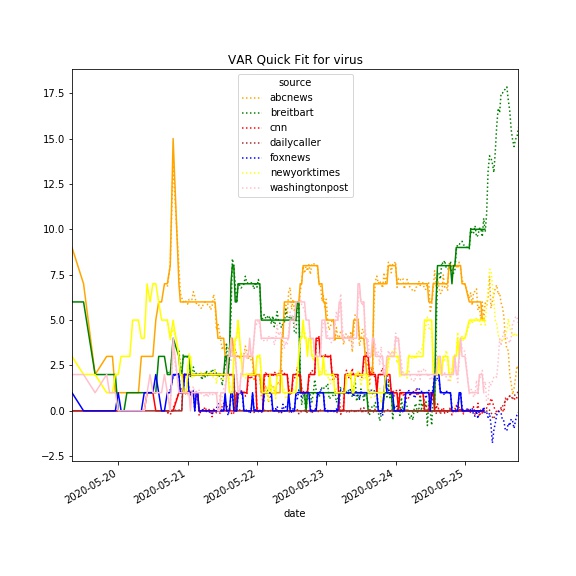 VAR Quick Fit for virus
source
abcnews
breitbart
cnn
dailycaller
foxnews
newyorktimes
washingtonpost
17.5
15.0
12.5
10.0
7.5
5.0
2.5
0.0
−2.5
2020-05-20
2020-05-21
2020-05-22
2020-05-23
2020-05-24
2020-05-25
date